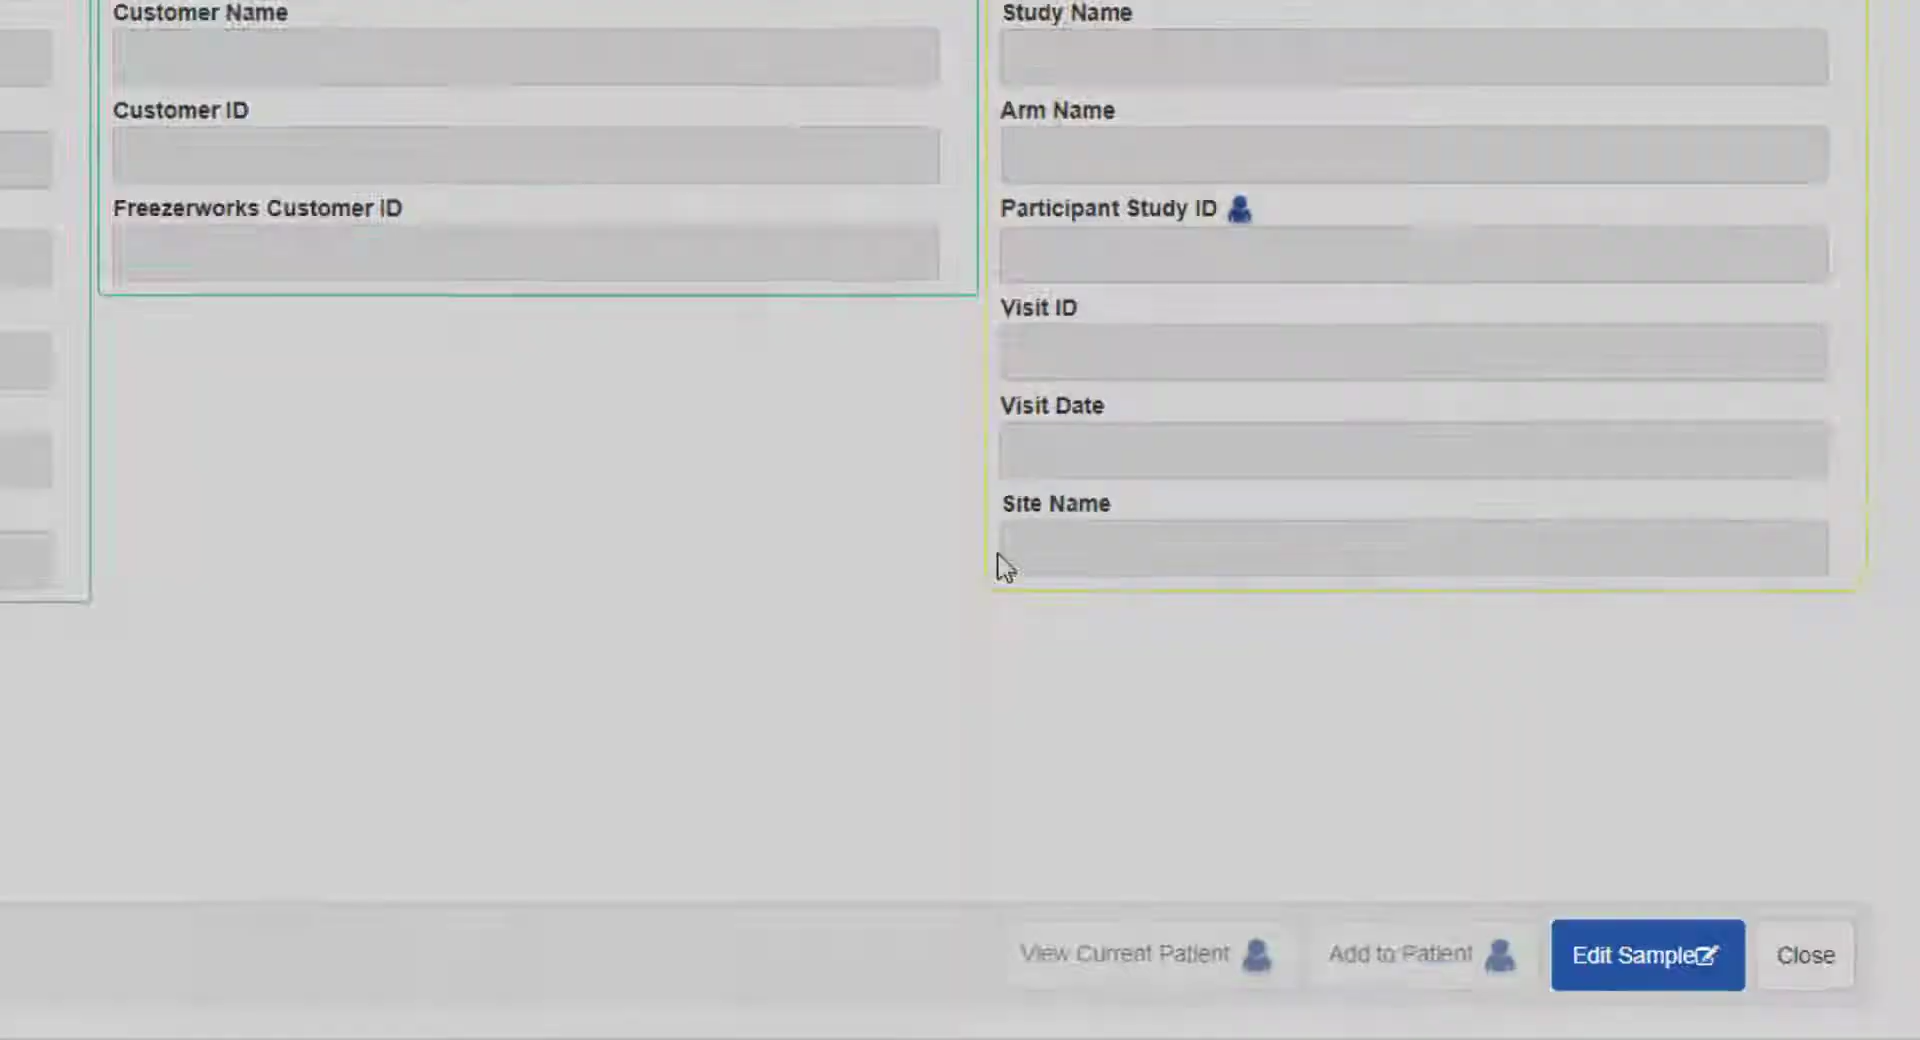 Customer Name
Customer ID
Freezerworks Customer ID
Study Name
Arm Name
Participant Study ID
Visit ID
Visit Date
Site Name
View Current Patient
Add to Patient
Edit Sample
Close